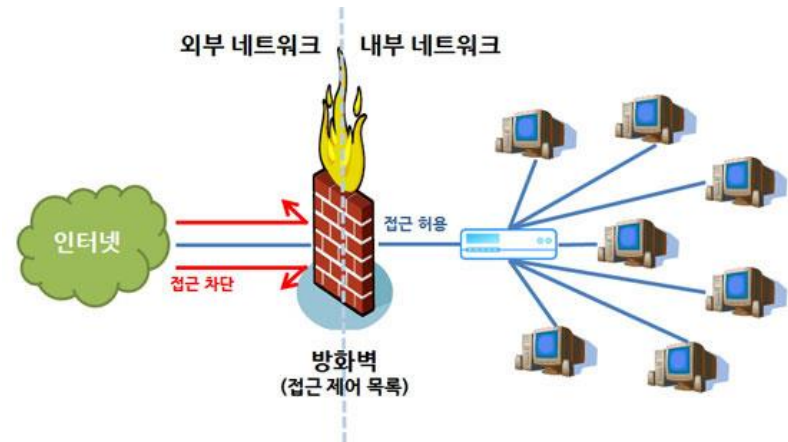 외부 네트워크
내부 네트워크
인터넷
접근 허용
접근 차단
방화벽
(접근 제어 목록)